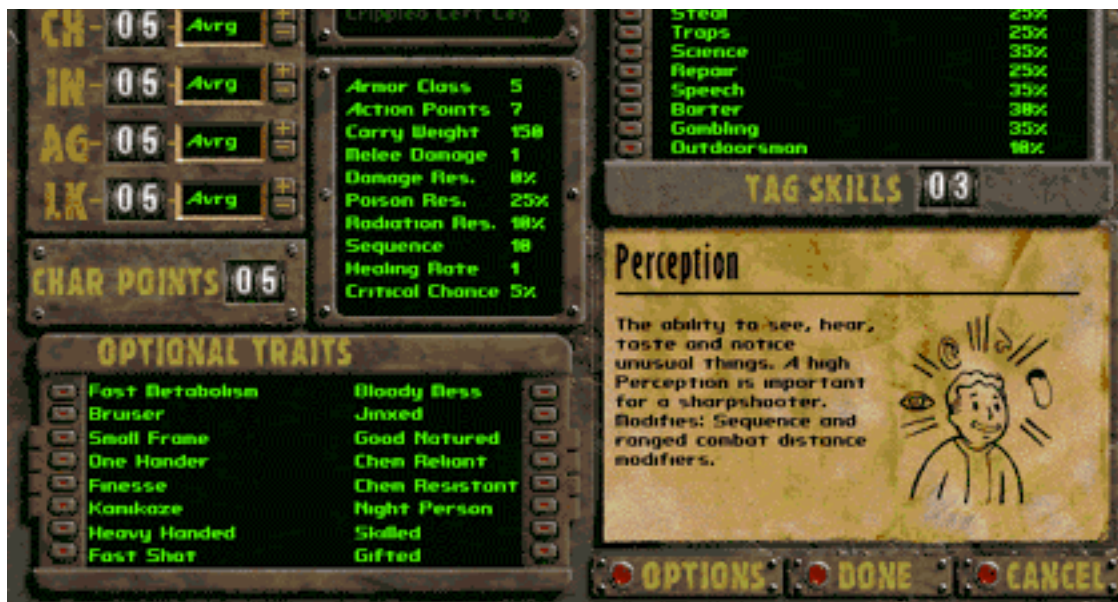 CH 05 Avrg
IN 05 Avrg
AG 05 Avrg
LK 05 Avrg
CHAR POINTS 05
Crippled Left Leg
Armor Class 5
Action Points 7
Carry Weight 150
Melee Damage 1
Damage Res. 0%
Poison Res. 25%
Radiation Res. 10%
Sequence 10
Healing Rate 1
Critical Chance 5%
Steal 25%
Traps 25%
Science 35%
Repair 25%
Speech 35%
Barter 30%
Gambling 35%
Outdoorsman 10%
TAG SKILLS 03
OPTIONAL TRAITS
Fast Metabolism Bloody Mess
Bruiser Jinxed
Small Frame Good Natured
One Hander Chem Reliant
Finesse Chem Resistant
Kamikaze Night Person
Heavy Handed Skilled
Fast Shot Gifted
Perception
The ability to see, hear,
taste and notice
unusual things. A high
Perception is important
for a sharpshooter.
Modifies: Sequence and
ranged combat distance
modifiers.
OPTIONS DONE CANCEL